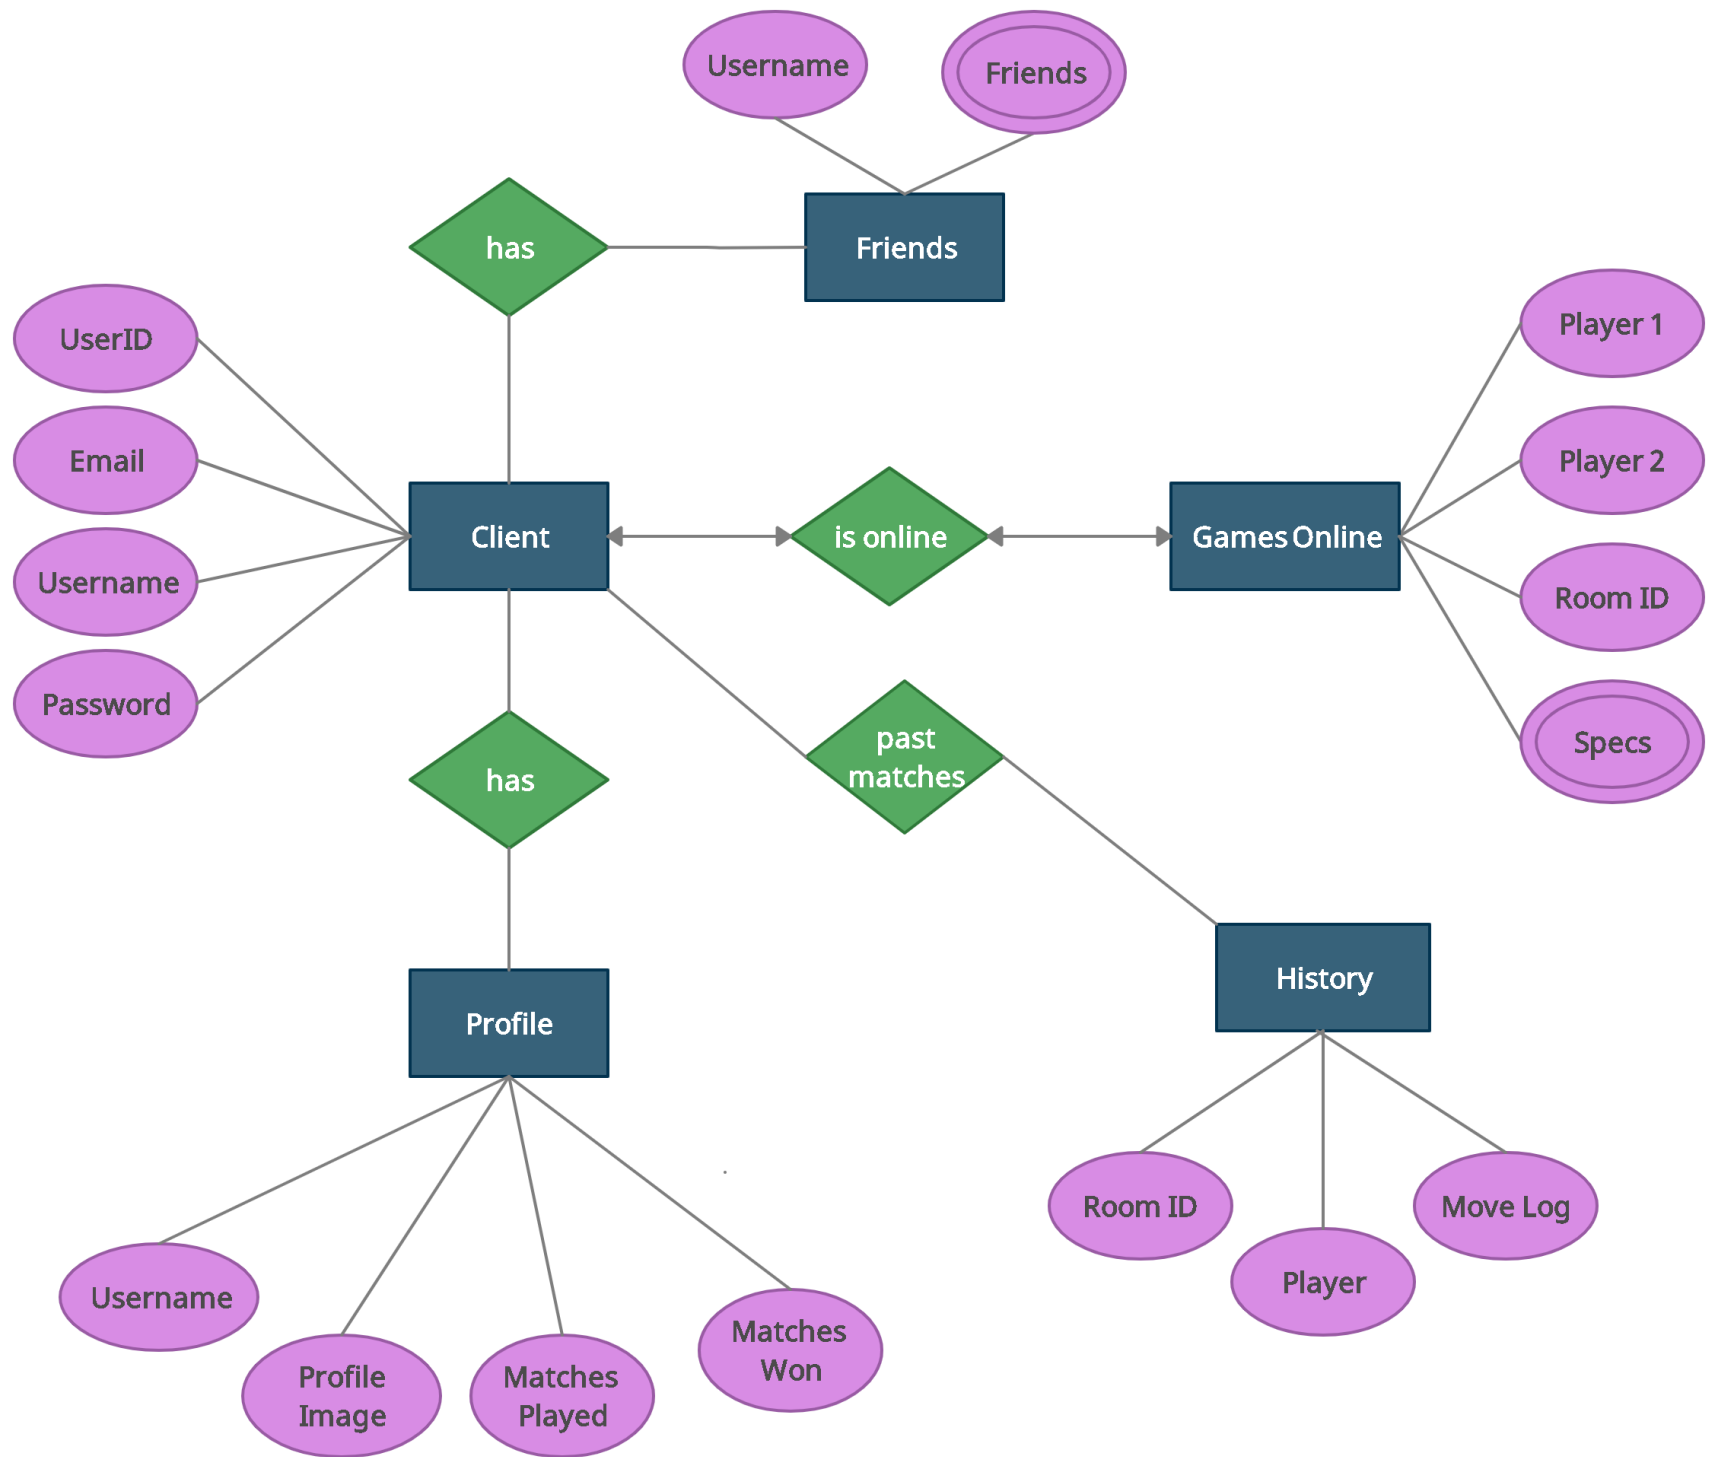 Username
Friends
has
Friends
UserID
Player 1
Email
Player 2
Client
is online
Games Online
Username
Room ID
Password
past
matches
Specs
has
History
Profile
Room ID
Move Log
Player
Username
Matches
Won
Profile
Image
Matches
Played